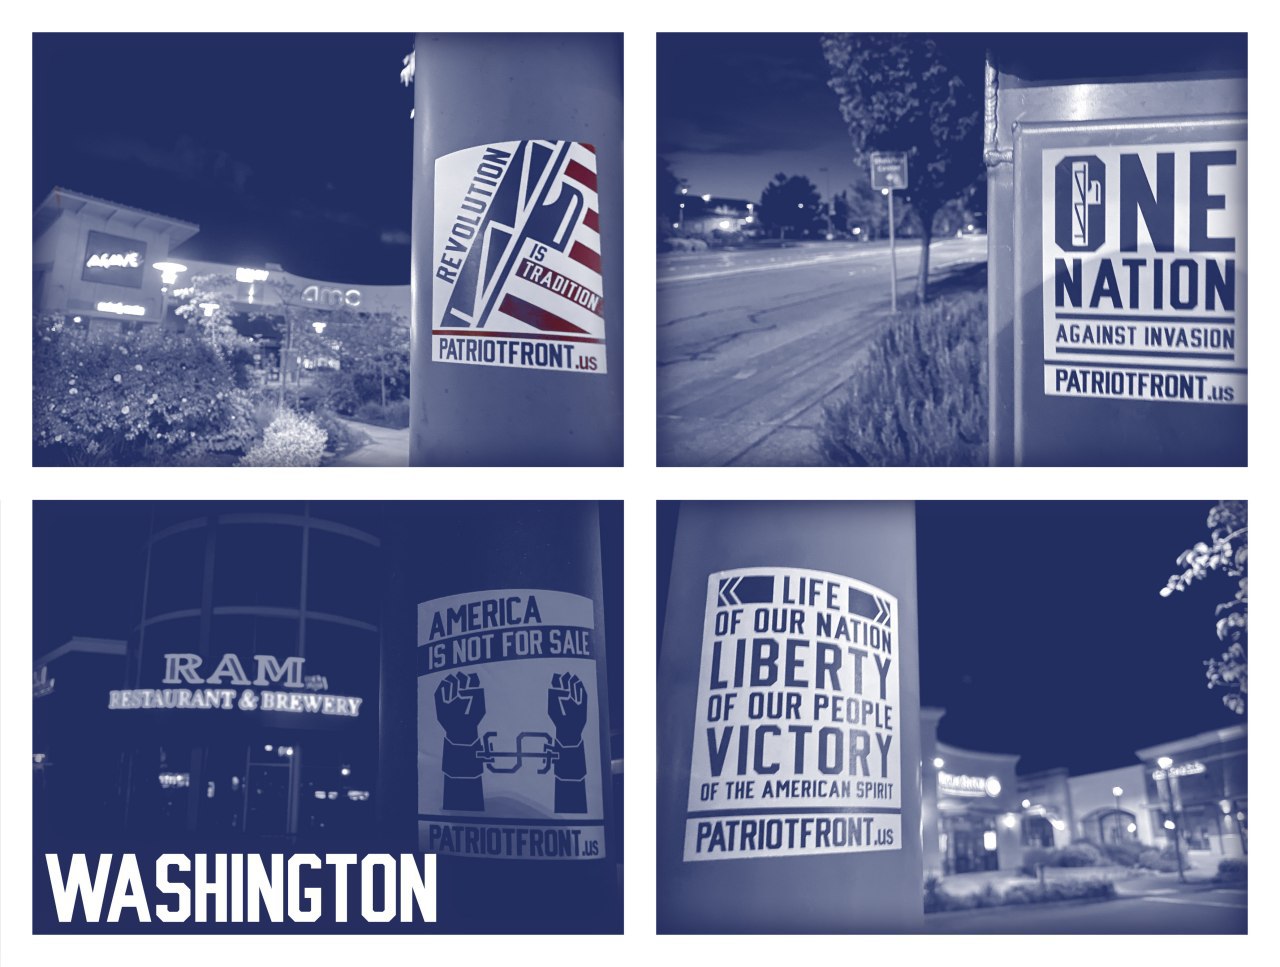 AGAVE
amc
REVOLUTION
IS
TRADITION
PATRIOTFRONT.us
ONE
NATION
AGAINST INVASION
PATRIOTFRONT.us
RAM
RESTAURANT & BREWERY
AMERICA
IS NOT FOR SALE
PATRIOTFRONT.us
WASHINGTON
LIFE
OF OUR NATION
LIBERTY
OF OUR PEOPLE
VICTORY
OF THE AMERICAN SPIRIT
PATRIOTFRONT.us